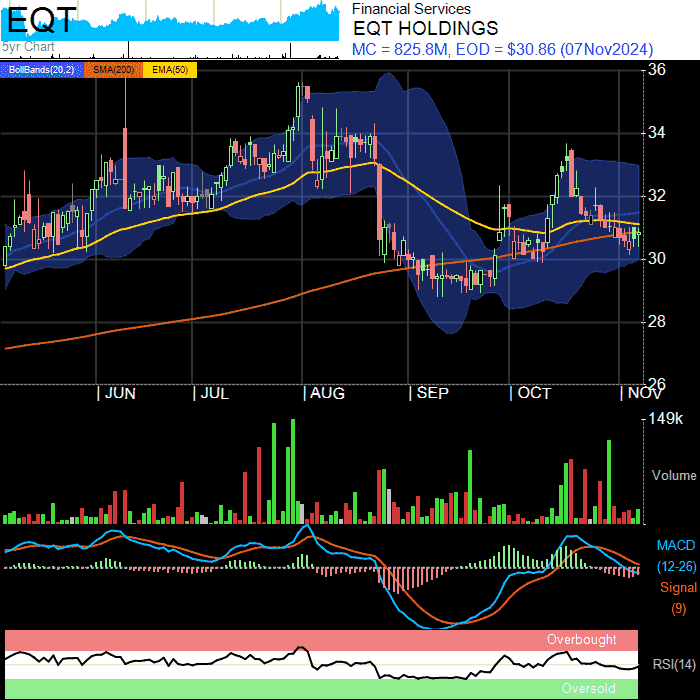 EQT
5yr Chart
Financial Services
EQT HOLDINGS
MC = 825.8M, EOD = $30.86 (07Nov2024)
BollBands(20,2) SMA(200) EMA(50)
36
34
32
30
28
26
JUN JUL AUG SEP OCT NOV
149k
Volume
MACD
(12-26)
Signal
(9)
Overbought
RSI(14)
Oversold